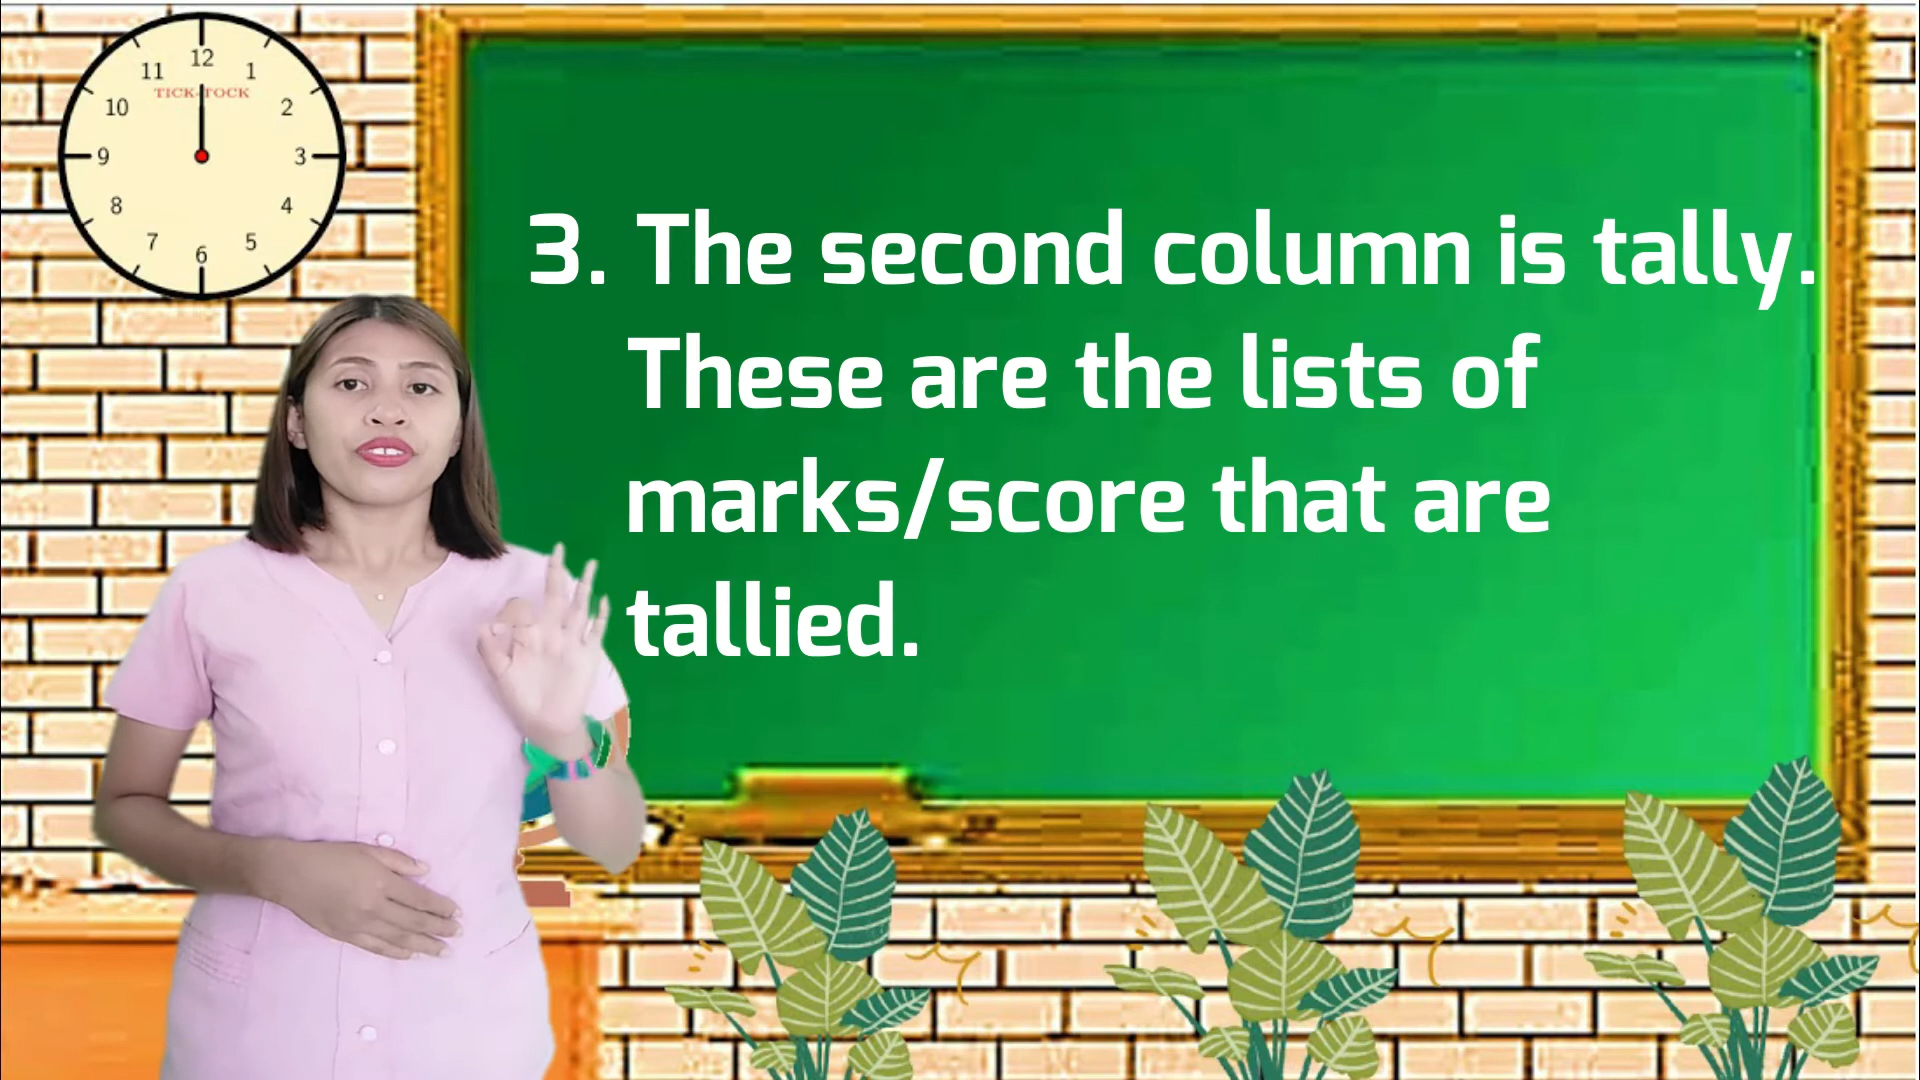 12
11 1
TICK-TOCK
10 2
9 3
8 4
7 5
6
3. The second column is tally.
These are the lists of
marks/score that are
tallied.